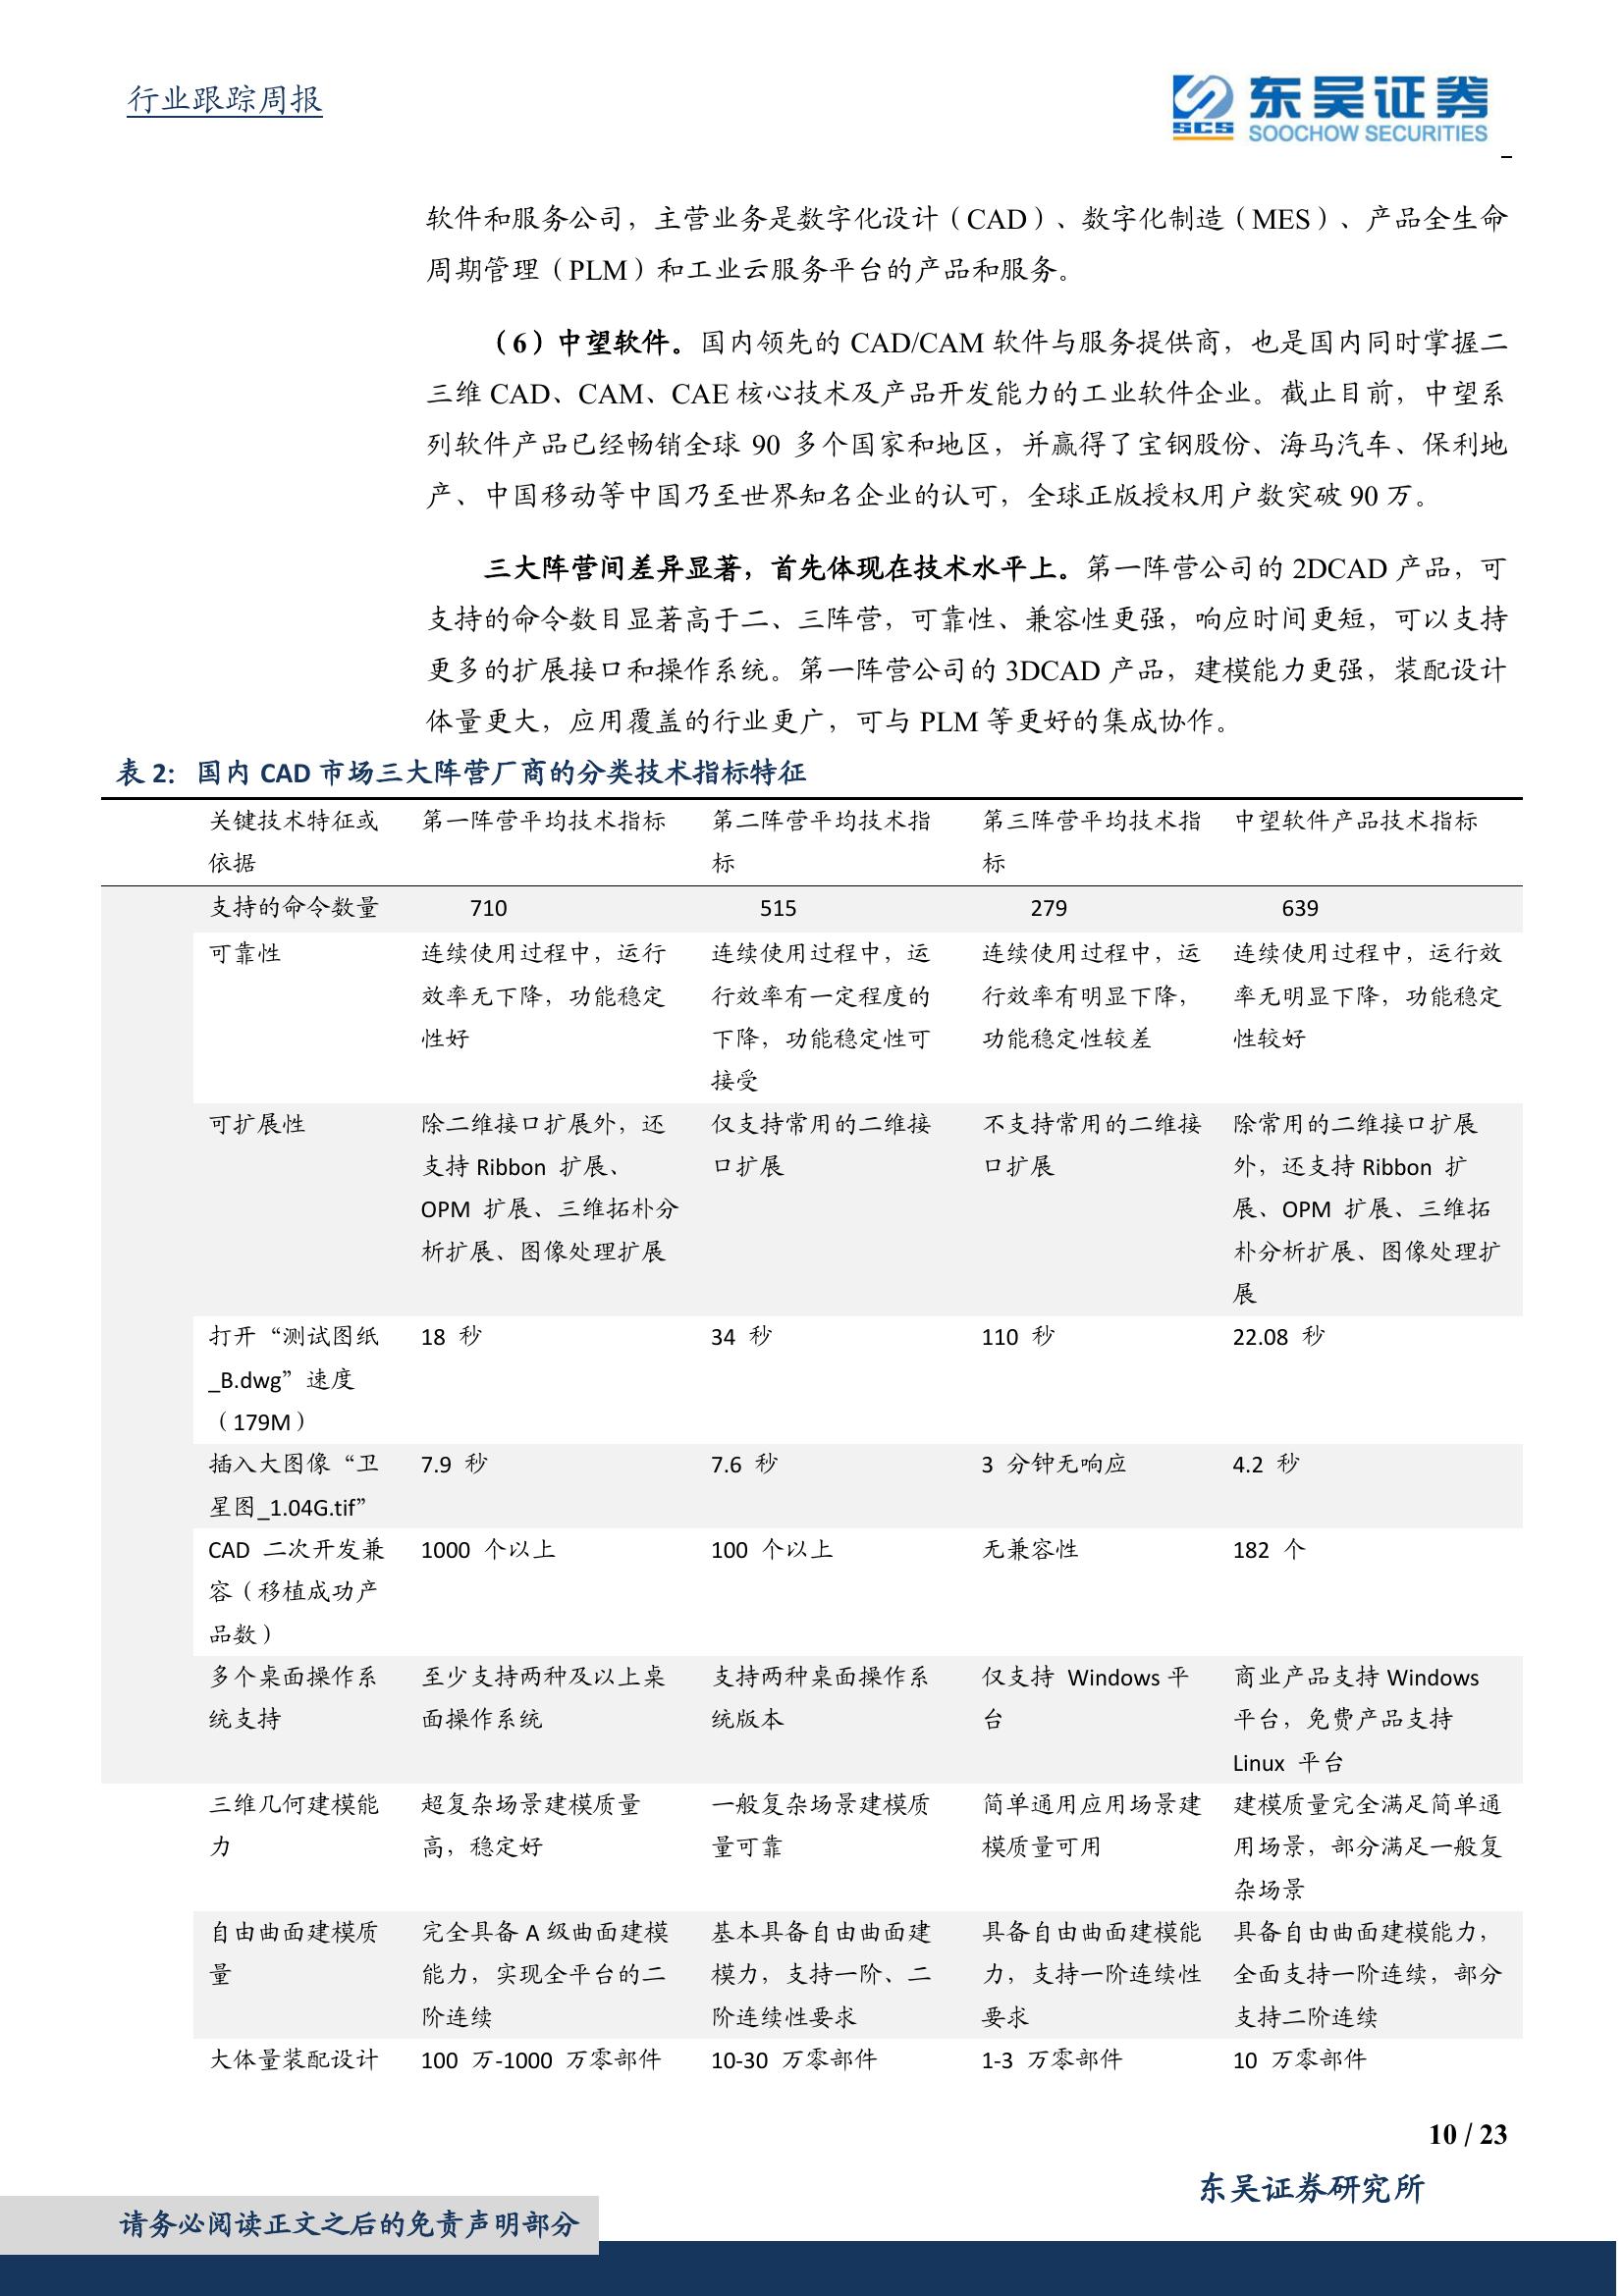 行业跟踪周报
东吴证券
SCS
SOOCHOW SECURITIES
软件和服务公司，主营业务是数字化设计（CAD）、数字化制造（MES）、产品全生命
周期管理（PLM）和工业云服务平台的产品和服务。
（6）中望软件。国内领先的 CAD/CAM 软件与服务提供商，也是国内同时掌握二
三维 CAD、CAM、CAE 核心技术及产品开发能力的工业软件企业。截止目前，中望系
列软件产品已经畅销全球 90 多个国家和地区，并赢得了宝钢股份、海马汽车、保利地
产、中国移动等中国乃至世界知名企业的认可，全球正版授权用户数突破 90 万。
三大阵营间差异显著，首先体现在技术水平上。第一阵营公司的 2DCAD 产品，可
支持的命令数目显著高于二、三阵营，可靠性、兼容性更强，响应时间更短，可以支持
更多的扩展接口和操作系统。第一阵营公司的 3DCAD 产品，建模能力更强，装配设计
体量更大，应用覆盖的行业更广，可与 PLM 等更好的集成协作。
表 2: 国内 CAD 市场三大阵营厂商的分类技术指标特征
关键技术特征或 第一阵营平均技术指标 第二阵营平均技术指 第三阵营平均技术指 中望软件产品技术指标
依据 标 标
支持的命令数量 710 515 279 639
可靠性 连续使用过程中，运行 连续使用过程中，运 连续使用过程中，运 连续使用过程中，运行效
效率无下降，功能稳定 行效率有一定程度的 行效率有明显下降， 率无明显下降，功能稳定
性好 下降，功能稳定性可 功能稳定性较差 性较好
接受
可扩展性 除二维接口扩展外，还 仅支持常用的二维接 不支持常用的二维接 除常用的二维接口扩展
支持 Ribbon 扩展、 口扩展 口扩展 外，还支持 Ribbon 扩
OPM 扩展、三维拓朴分 展、OPM 扩展、三维拓
析扩展、图像处理扩展 朴分析扩展、图像处理扩
展
打开“测试图纸 18 秒 34 秒 110 秒 22.08 秒
_B.dwg”速度
（179M）
插入大图像“卫 7.9 秒 7.6 秒 3 分钟无响应 4.2 秒
星图_1.04G.tif”
CAD 二次开发兼 1000 个以上 100 个以上 无兼容性 182 个
容（移植成功产
品数）
多个桌面操作系 至少支持两种及以上桌 支持两种桌面操作系 仅支持 Windows 平 商业产品支持 Windows
统支持 面操作系统 统版本 台 平台，免费产品支持
Linux 平台
三维几何建模能 超复杂场景建模质量 一般复杂场景建模质 简单通用应用场景建 建模质量完全满足简单通
力 高，稳定好 量可靠 模质量可用 用场景，部分满足一般复
杂场景
自由曲面建模质 完全具备 A 级曲面建模 基本具备自由曲面建 具备自由曲面建模能 具备自由曲面建模能力，
量 能力，实现全平台的二 模力，支持一阶、二 力，支持一阶连续性 全面支持一阶连续，部分
阶连续 阶连续性要求 要求 支持二阶连续
大体量装配设计 100 万-1000 万零部件 10-30 万零部件 1-3 万零部件 10 万零部件
10 / 23
东吴证券研究所
请务必阅读正文之后的免责声明部分